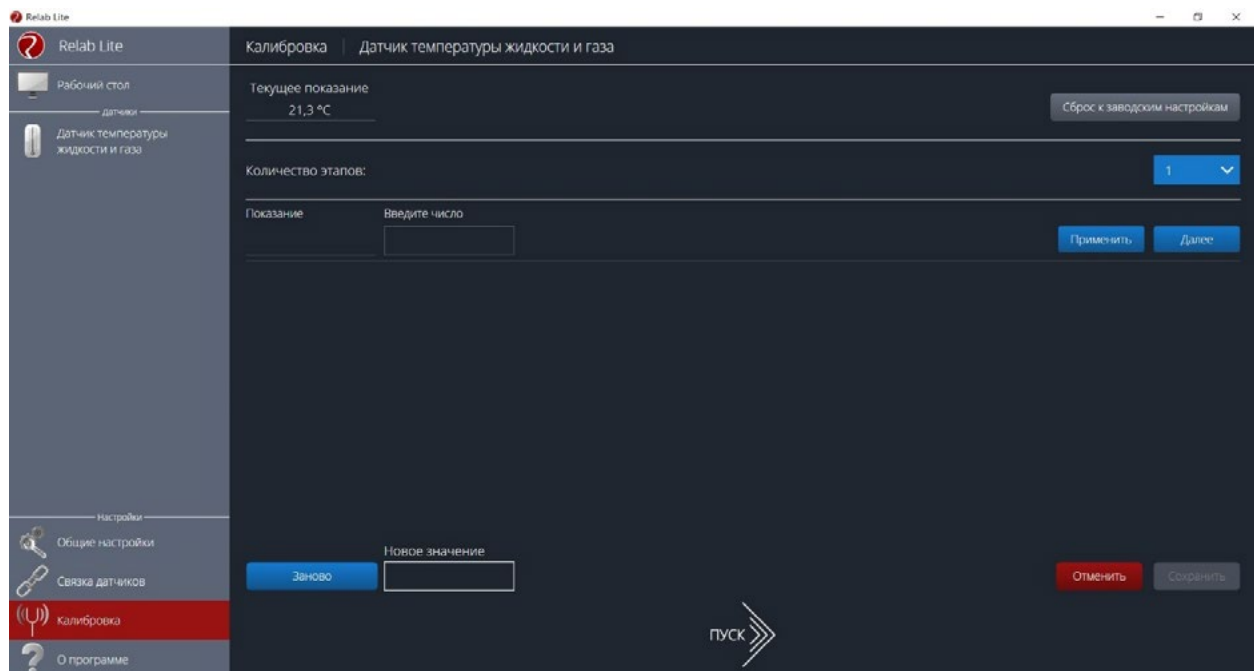 Relab Lite
Relab Lite
Рабочий стол
Датчики
Датчик температуры
жидкости и газа
Настройки
Общие настройки
Связка датчиков
Калибровка
О программе
Калибровка | Датчик температуры жидкости и газа
Текущее показание
21,3 °C
Сброс к заводским настройкам
Количество этапов:
1
Показание
Введите число
Применить
Далее
Новое значение
Заново
Отменить
Сохранить
ПУСК